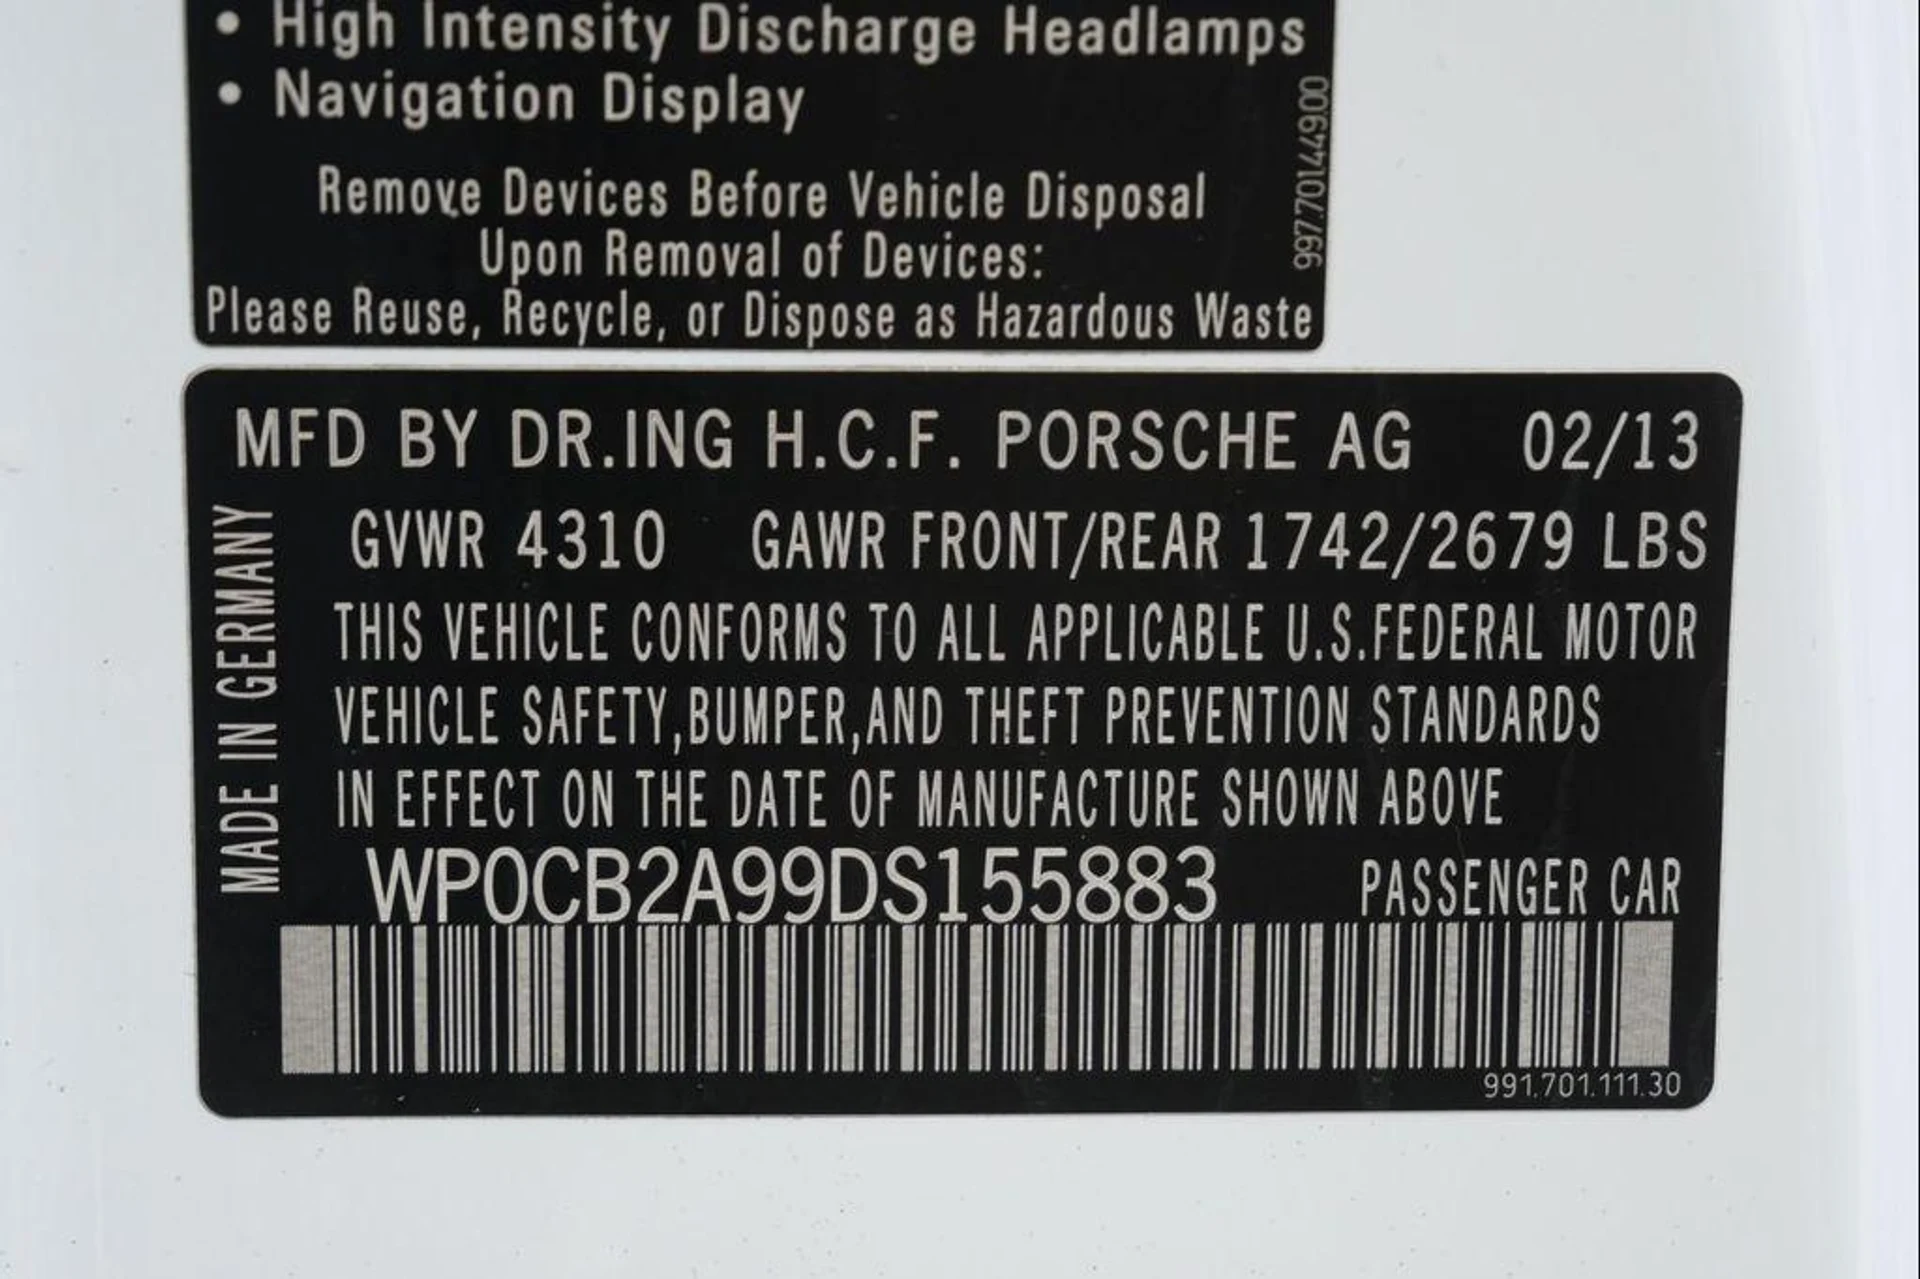 • High Intensity Discharge Headlamps
• Navigation Display
Remove Devices Before Vehicle Disposal
Upon Removal of Devices:
Please Reuse, Recycle, or Dispose as Hazardous Waste
997.701.449.00
MFD BY DR.ING H.C.F. PORSCHE AG 02/13
GVWR 4310 GAWR FRONT/REAR 1742/2679 LBS
THIS VEHICLE CONFORMS TO ALL APPLICABLE U.S.FEDERAL MOTOR
VEHICLE SAFETY,BUMPER,AND THEFT PREVENTION STANDARDS
IN EFFECT ON THE DATE OF MANUFACTURE SHOWN ABOVE
WP0CB2A99DS155883 PASSENGER CAR
MADE IN GERMANY
991.701.111.30